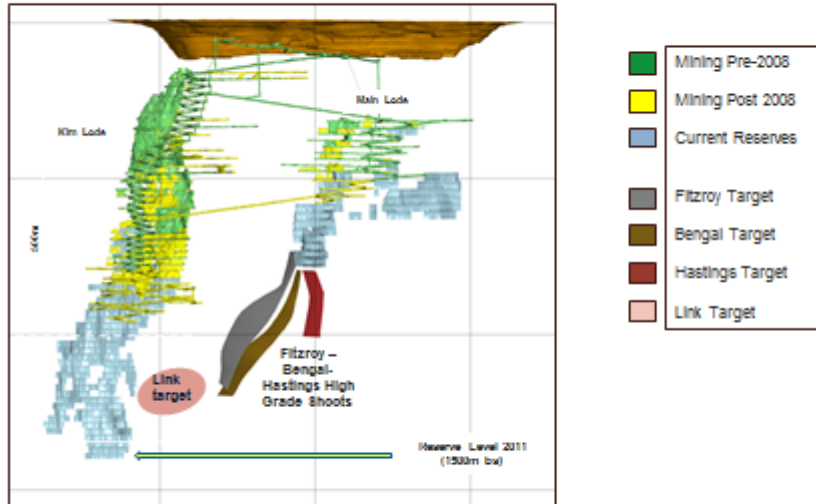 Main Lode
Kim Lode
500m
Link
target
Fitzroy –
Bengal-
Hastings High
Grade Shoots
Reserve Level 2011
(1500m bs)
Mining Pre-2008
Mining Post 2008
Current Reserves
Fitzroy Target
Bengal Target
Hastings Target
Link Target